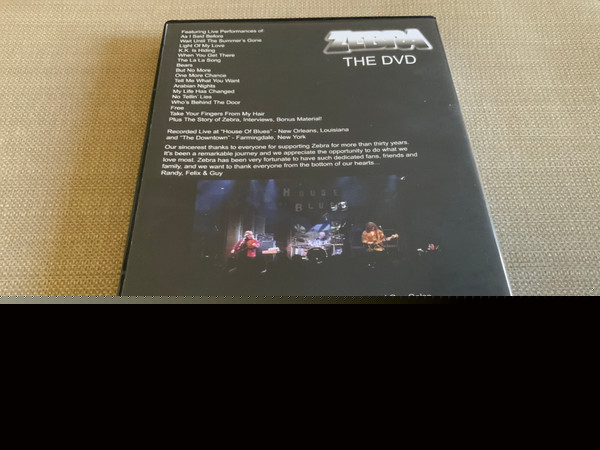 Featuring Live Performances of:
As I Said Before
Wait Until The Summer's Gone
Light Of My Love
K.K. Is Hiding
When You Get There
The La La Song
Bears
But No More
One More Chance
Tell Me What You Want
Arabian Nights
My Life Has Changed
No Tellin' Lies
Who's Behind The Door
Free
Take Your Fingers From My Hair
Plus The Story of Zebra, Interviews, Bonus Material!
ZEBRA
THE DVD
Recorded Live at "House Of Blues" - New Orleans, Louisiana
and "The Downtown" - Farmingdale, New York
Our sincerest thanks to everyone for supporting Zebra for more than thirty years.
It's been a remarkable journey and we appreciate the opportunity to do what we
love most. Zebra has been very fortunate to have such dedicated fans, friends and
family, and we want to thank everyone from the bottom of our hearts...
Randy, Felix & Guy
House
Blues